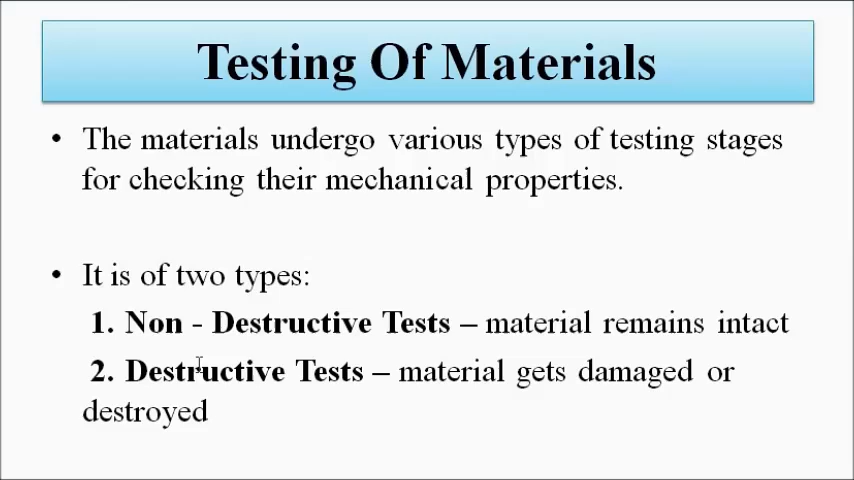 Testing Of Materials
• The materials undergo various types of testing stages
for checking their mechanical properties.
• It is of two types:
1. Non - Destructive Tests – material remains intact
2. Destructive Tests – material gets damaged or
destroyed